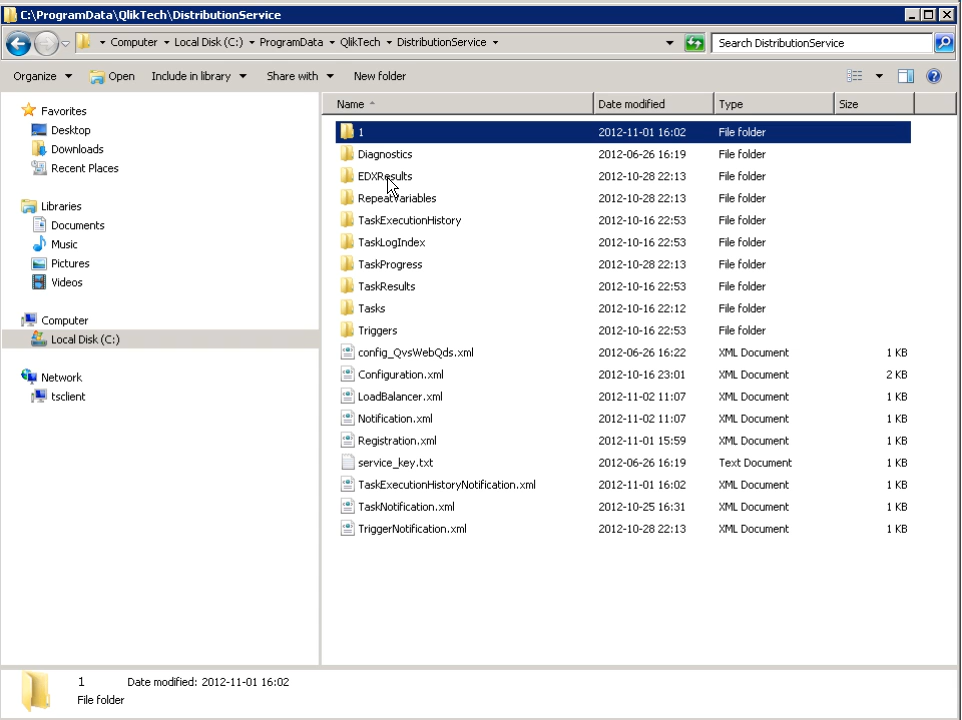 C:\ProgramData\QlikTech\DistributionService
Computer Local Disk (C:) ProgramData QlikTech DistributionService Search DistributionService
Organize Open Include in library Share with New folder
Favorites
Desktop
Downloads
Recent Places
Libraries
Documents
Music
Pictures
Videos
Computer
Local Disk (C:)
Network
tsclient
Name Date modified Type Size
1 2012-11-01 16:02 File folder
Diagnostics 2012-06-26 16:19 File folder
EDXResults 2012-10-28 22:13 File folder
RepeatVariables 2012-10-28 22:13 File folder
TaskExecutionHistory 2012-10-16 22:53 File folder
TaskLogIndex 2012-10-16 22:53 File folder
TaskProgress 2012-10-28 22:13 File folder
TaskResults 2012-10-16 22:53 File folder
Tasks 2012-10-16 22:12 File folder
Triggers 2012-10-16 22:53 File folder
config_QvsWebQds.xml 2012-06-26 16:22 XML Document 1 KB
Configuration.xml 2012-10-16 23:01 XML Document 2 KB
LoadBalancer.xml 2012-11-02 11:07 XML Document 1 KB
Notification.xml 2012-11-02 11:07 XML Document 1 KB
Registration.xml 2012-11-01 15:59 XML Document 1 KB
service_key.txt 2012-06-26 16:19 Text Document 1 KB
TaskExecutionHistoryNotification.xml 2012-11-01 16:02 XML Document 1 KB
TaskNotification.xml 2012-10-25 16:31 XML Document 1 KB
TriggerNotification.xml 2012-10-28 22:13 XML Document 1 KB
1 Date modified: 2012-11-01 16:02
File folder